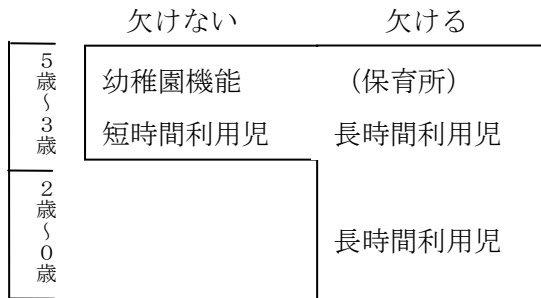 欠けない　欠ける
5歳～3歳
幼稚園機能　（保育所）
短時間利用児　長時間利用児
2歳～0歳
長時間利用児